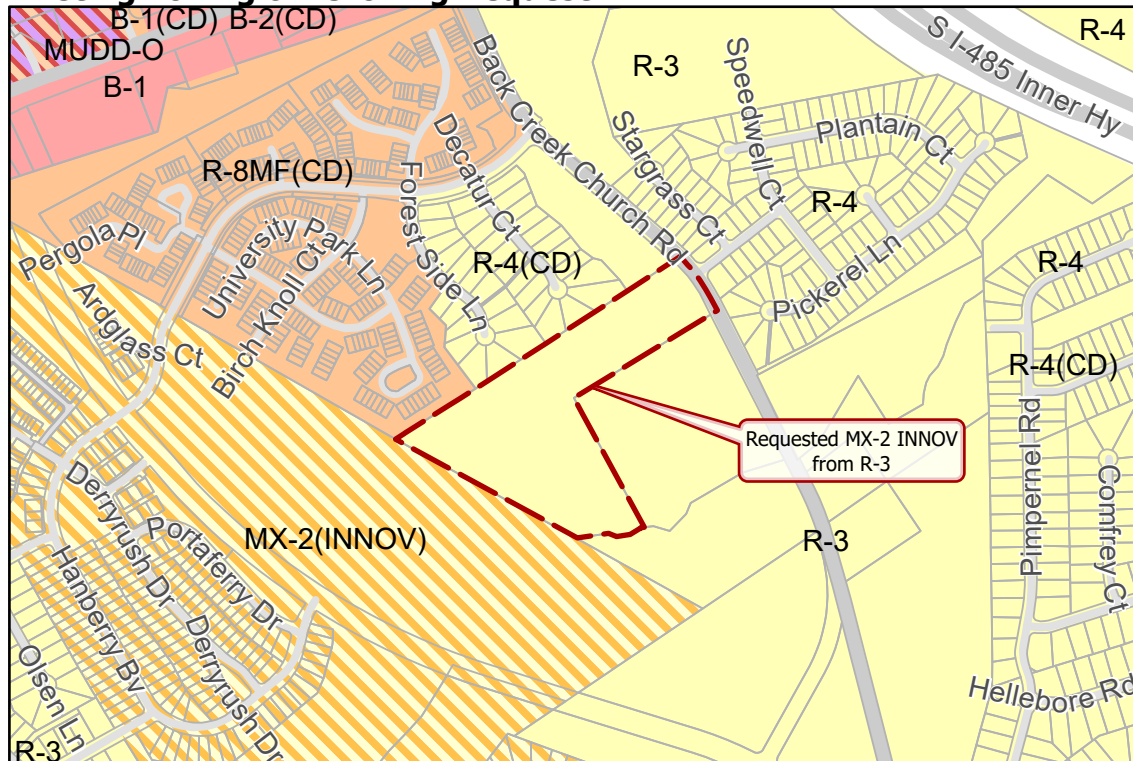 B-1(CD) B-2(CD)
MUDD-O
B-1
R-4
S I-485 Inner Hy
R-3
Back Creek Church Rd
Speedwell Ct
Stargrass Ct
Plantain Ct
R-8MF(CD)
Decatur Ct
Forest Side Ln
R-4
Pergola Pl
University Park Ln
R-4(CD)
Pickerel Ln
R-4
Ardglass Ct
Birch Knoll Ct
R-4(CD)
Requested MX-2 INNOV
from R-3
Pimpernel Rd
Comfrey Ct
Derryrush Dr
Portaferry Dr
MX-2(INNOV)
R-3
Hanberry Bv
Derryrush Dr
Olsen Ln
Hellebore Rd
R-3